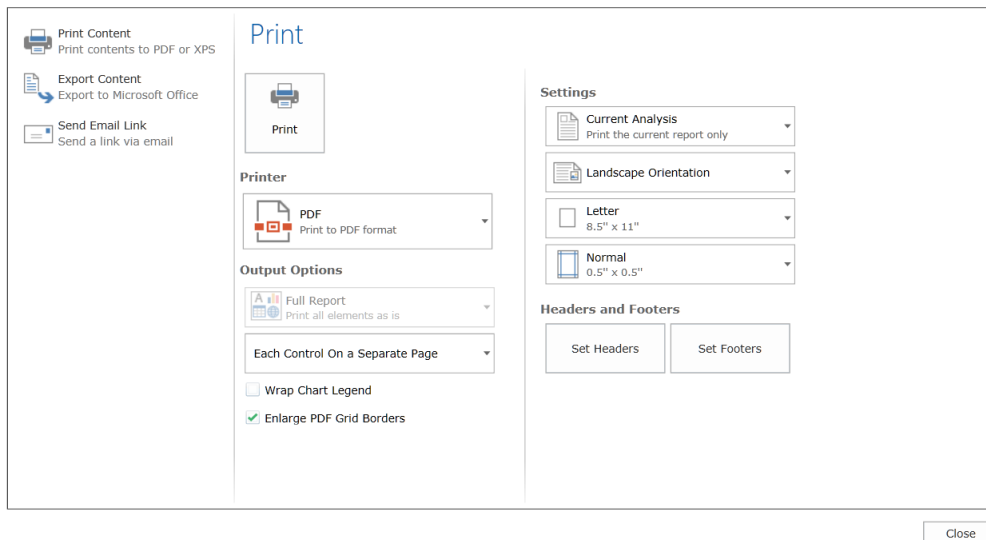 Print Content
Print contents to PDF or XPS
Export Content
Export to Microsoft Office
Send Email Link
Send a link via email
Print
Print
Printer
PDF
Print to PDF format
Output Options
A
Full Report
Print all elements as is
Each Control On a Separate Page
Wrap Chart Legend
Enlarge PDF Grid Borders
Settings
Current Analysis
Print the current report only
Landscape Orientation
Letter
8.5" x 11"
Normal
0.5" x 0.5"
Headers and Footers
Set Headers
Set Footers
Close